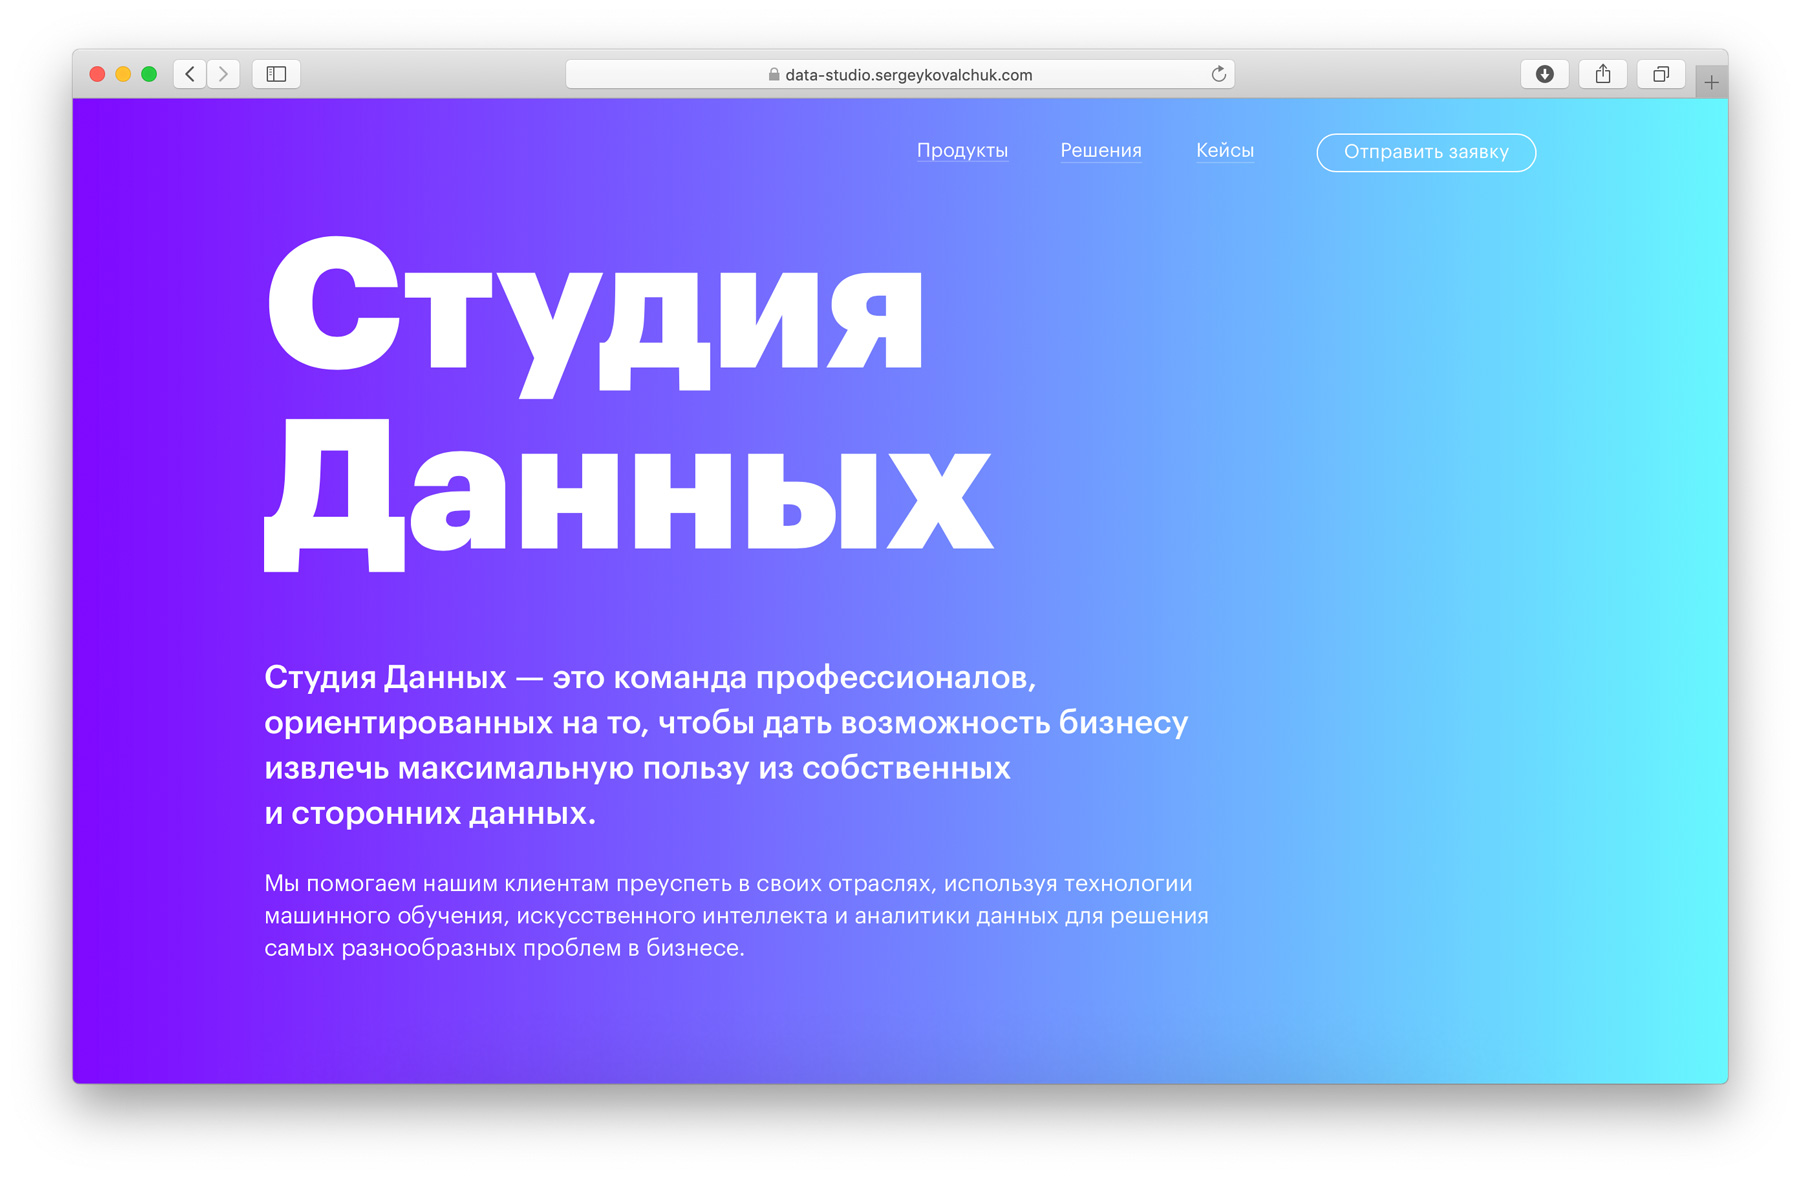 data-studio.sergeykovalchuk.com
Продукты Решения Кейсы Отправить заявку
Студия
Данных
Студия Данных — это команда профессионалов,
ориентированных на то, чтобы дать возможность бизнесу
извлечь максимальную пользу из собственных
и сторонних данных.
Мы помогаем нашим клиентам преуспеть в своих отраслях, используя технологии
машинного обучения, искусственного интеллекта и аналитики данных для решения
самых разнообразных проблем в бизнесе.